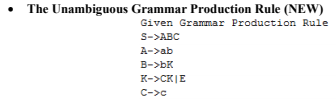 • The Unambiguous Grammar Production Rule (NEW)
Given Grammar Production Rule
S->ABC
A->ab
B->bK
K->CK|E
C->c